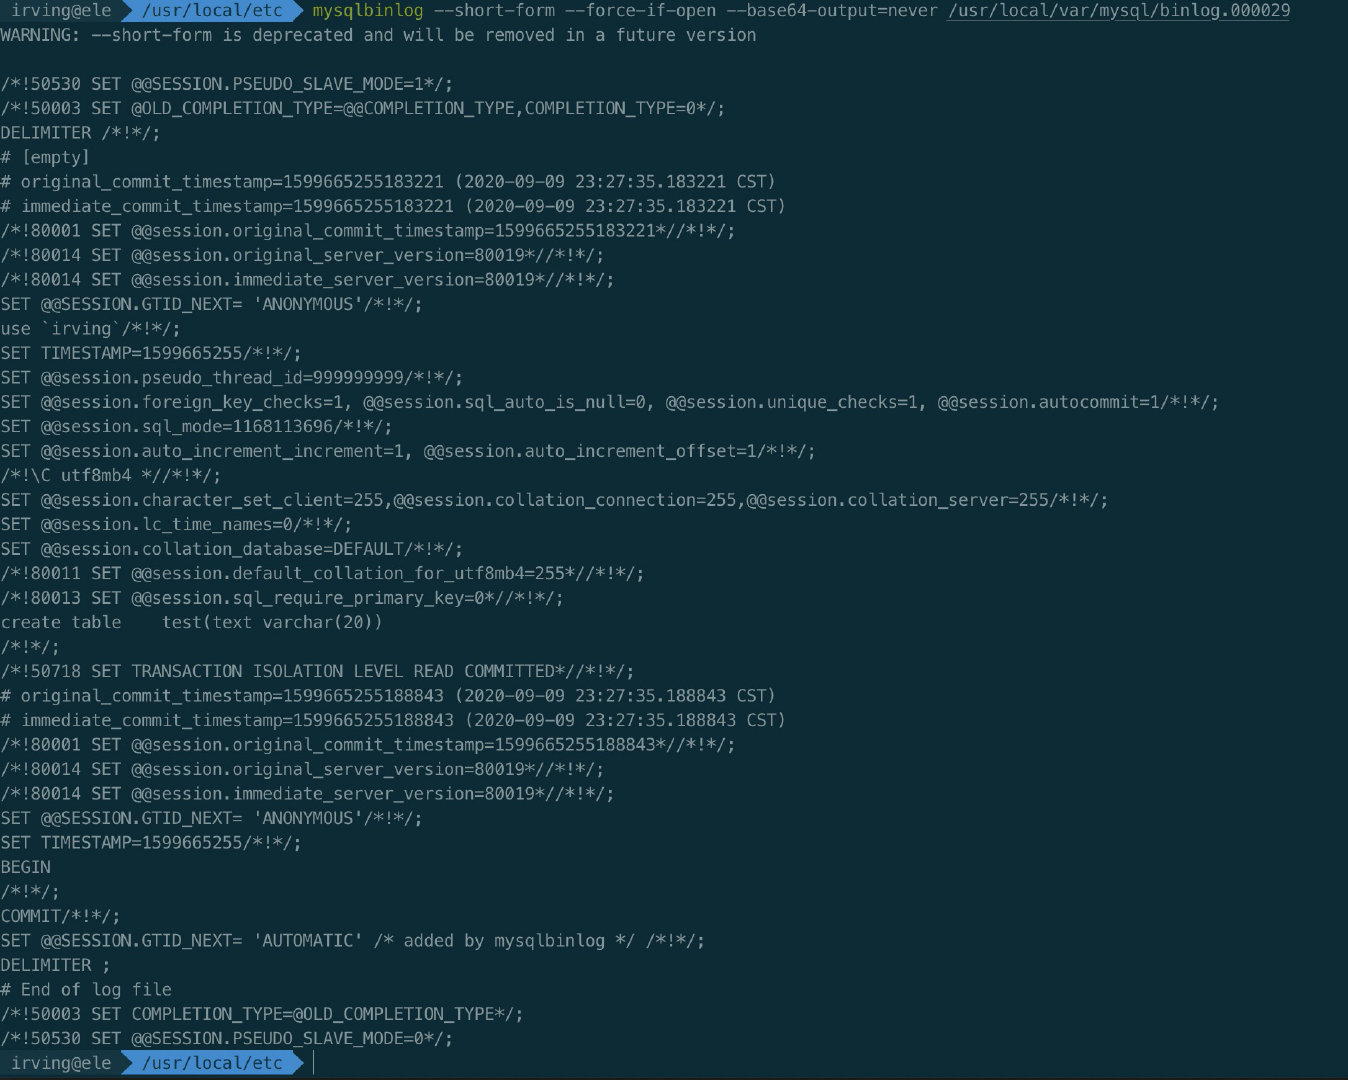 irving@ele /usr/local/etc mysqlbinlog --short-form --force-if-open --base64-output=never /usr/local/var/mysql/binlog.000029
WARNING: --short-form is deprecated and will be removed in a future version
/*!50530 SET @@SESSION.PSEUDO_SLAVE_MODE=1*/;
/*!50003 SET @OLD_COMPLETION_TYPE=@@COMPLETION_TYPE,COMPLETION_TYPE=0*/;
DELIMITER /*!*/;
# [empty]
# original_commit_timestamp=1599665255183221 (2020-09-09 23:27:35.183221 CST)
# immediate_commit_timestamp=1599665255183221 (2020-09-09 23:27:35.183221 CST)
/*!80001 SET @@session.original_commit_timestamp=1599665255183221*//*!*/;
/*!80014 SET @@session.original_server_version=80019*//*!*/;
/*!80014 SET @@session.immediate_server_version=80019*//*!*/;
SET @@SESSION.GTID_NEXT= 'ANONYMOUS'/*!*/;
use `irving`/*!*/;
SET TIMESTAMP=1599665255/*!*/;
SET @@session.pseudo_thread_id=999999999/*!*/;
SET @@session.foreign_key_checks=1, @@session.sql_auto_is_null=0, @@session.unique_checks=1, @@session.autocommit=1/*!*/;
SET @@session.sql_mode=1168113696/*!*/;
SET @@session.auto_increment_increment=1, @@session.auto_increment_offset=1/*!*/;
/*!\C utf8mb4 *//*!*/;
SET @@session.character_set_client=255,@@session.collation_connection=255,@@session.collation_server=255/*!*/;
SET @@session.lc_time_names=0/*!*/;
SET @@session.collation_database=DEFAULT/*!*/;
/*!80011 SET @@session.default_collation_for_utf8mb4=255*//*!*/;
/*!80013 SET @@session.sql_require_primary_key=0*//*!*/;
create table    test(text varchar(20))
/*!*/;
/*!50718 SET TRANSACTION ISOLATION LEVEL READ COMMITTED*//*!*/;
# original_commit_timestamp=1599665255188843 (2020-09-09 23:27:35.188843 CST)
# immediate_commit_timestamp=1599665255188843 (2020-09-09 23:27:35.188843 CST)
/*!80001 SET @@session.original_commit_timestamp=1599665255188843*//*!*/;
/*!80014 SET @@session.original_server_version=80019*//*!*/;
/*!80014 SET @@session.immediate_server_version=80019*//*!*/;
SET @@SESSION.GTID_NEXT= 'ANONYMOUS'/*!*/;
SET TIMESTAMP=1599665255/*!*/;
BEGIN
/*!*/;
COMMIT/*!*/;
SET @@SESSION.GTID_NEXT= 'AUTOMATIC' /* added by mysqlbinlog */ /*!*/;
DELIMITER ;
# End of log file
/*!50003 SET COMPLETION_TYPE=@OLD_COMPLETION_TYPE*/;
/*!50530 SET @@SESSION.PSEUDO_SLAVE_MODE=0*/;
irving@ele /usr/local/etc